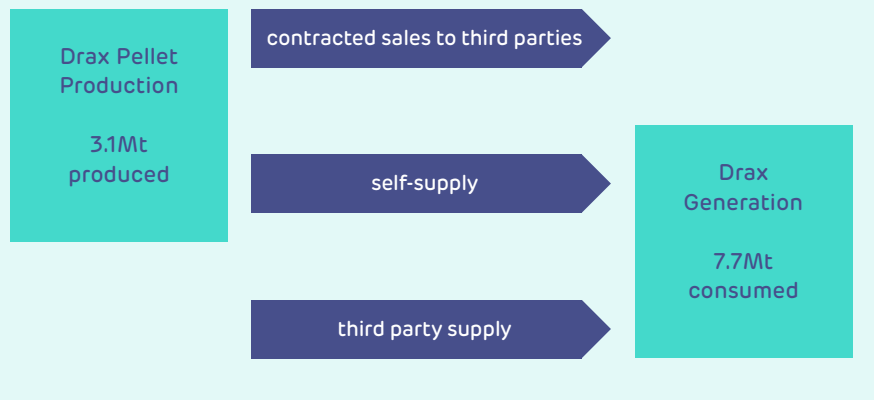 Drax Pellet
Production
3.1Mt
produced
contracted sales to third parties
self-supply
third party supply
Drax
Generation
7.7Mt
consumed